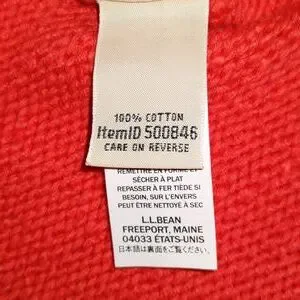 100% COTTON
ItemID 500846
CARE ON REVERSE
REMETTRE EN FORME ET
SÉCHER À PLAT
REPASSER À FER TIÈDE SI
BESOIN, SUR L'ENVERS
PEUT ÊTRE NETTOYÉ À SEC
L.L.BEAN
FREEPORT, MAINE
04033 ÉTATS-UNIS
日本語は裏面をご覧ください。